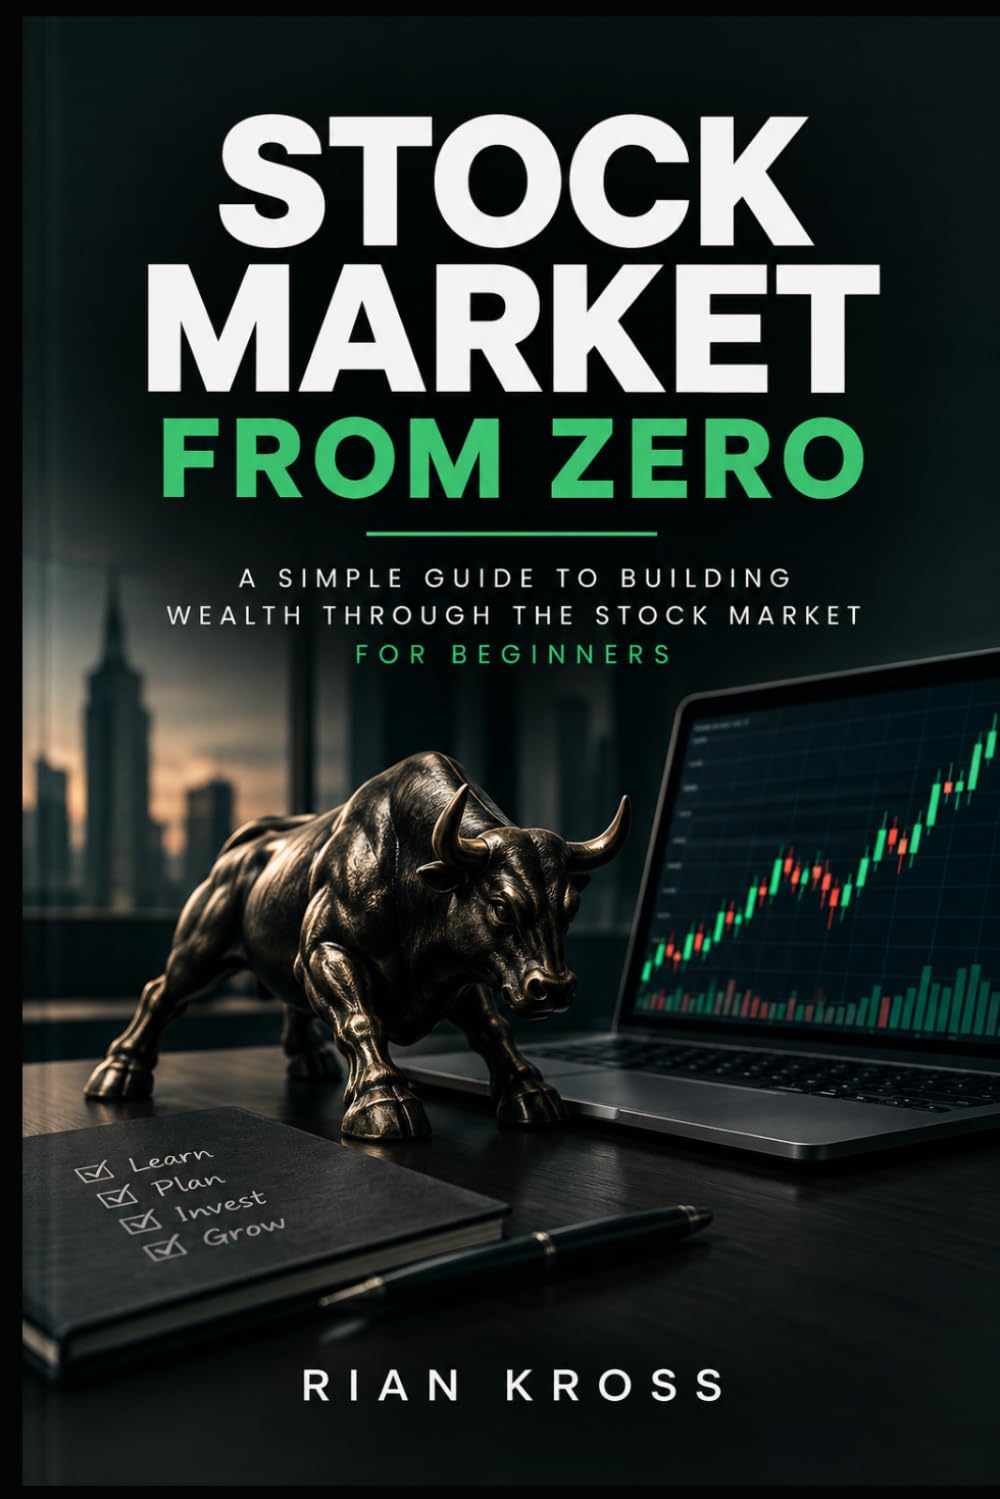 STOCK
MARKET
FROM ZERO
A SIMPLE GUIDE TO BUILDING
WEALTH THROUGH THE STOCK MARKET
FOR BEGINNERS
Learn
Plan
Invest
Grow
RIAN KROSS